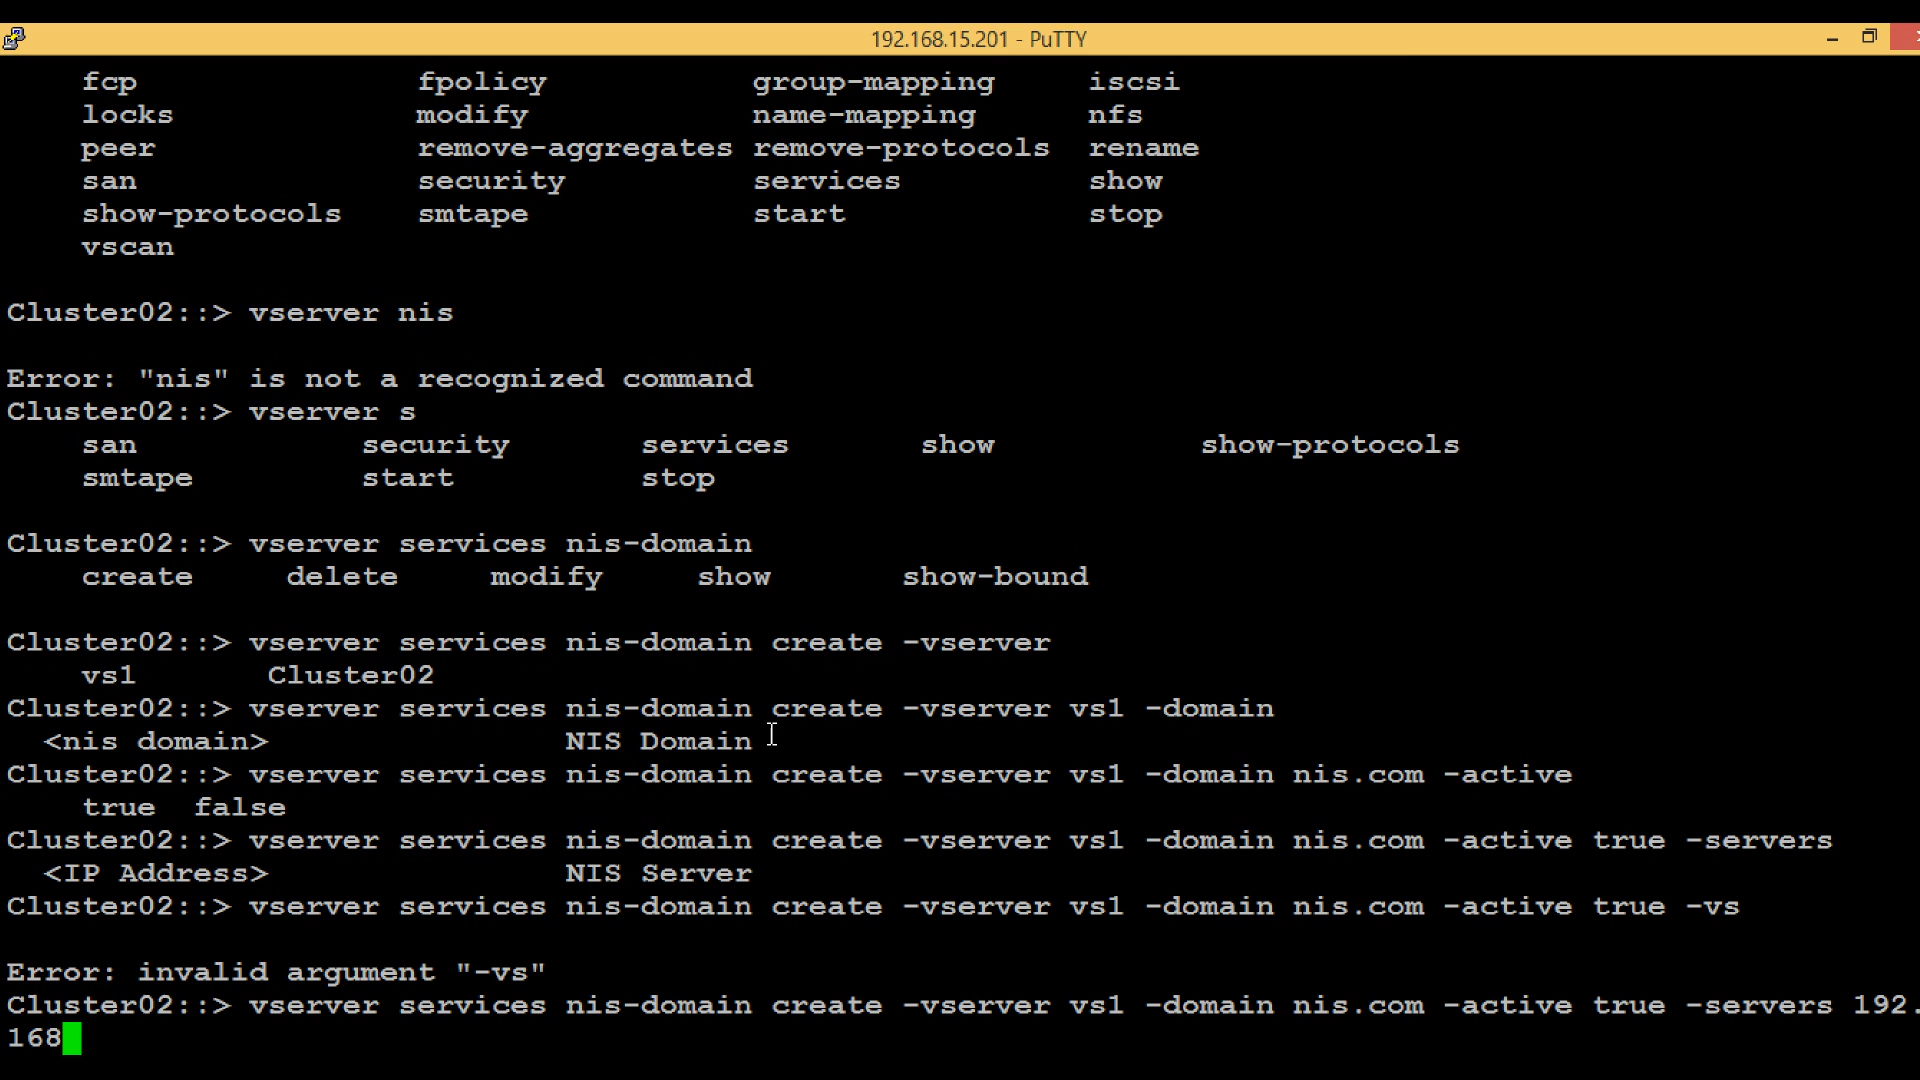 192.168.15.201 - PuTTY
fcp fpolicy group-mapping iscsi
locks modify name-mapping nfs
peer remove-aggregates remove-protocols rename
san security services show
show-protocols smtape start stop
vscan
Cluster02::> vserver nis
Error: "nis" is not a recognized command
Cluster02::> vserver s
san security services show show-protocols
smtape start stop
Cluster02::> vserver services nis-domain
create delete modify show show-bound
Cluster02::> vserver services nis-domain create -vserver
vs1 Cluster02
Cluster02::> vserver services nis-domain create -vserver vs1 -domain
<nis domain> NIS Domain
Cluster02::> vserver services nis-domain create -vserver vs1 -domain nis.com -active
true false
Cluster02::> vserver services nis-domain create -vserver vs1 -domain nis.com -active true -servers
<IP Address> NIS Server
Cluster02::> vserver services nis-domain create -vserver vs1 -domain nis.com -active true -vs
Error: invalid argument "-vs"
Cluster02::> vserver services nis-domain create -vserver vs1 -domain nis.com -active true -servers 192.
168